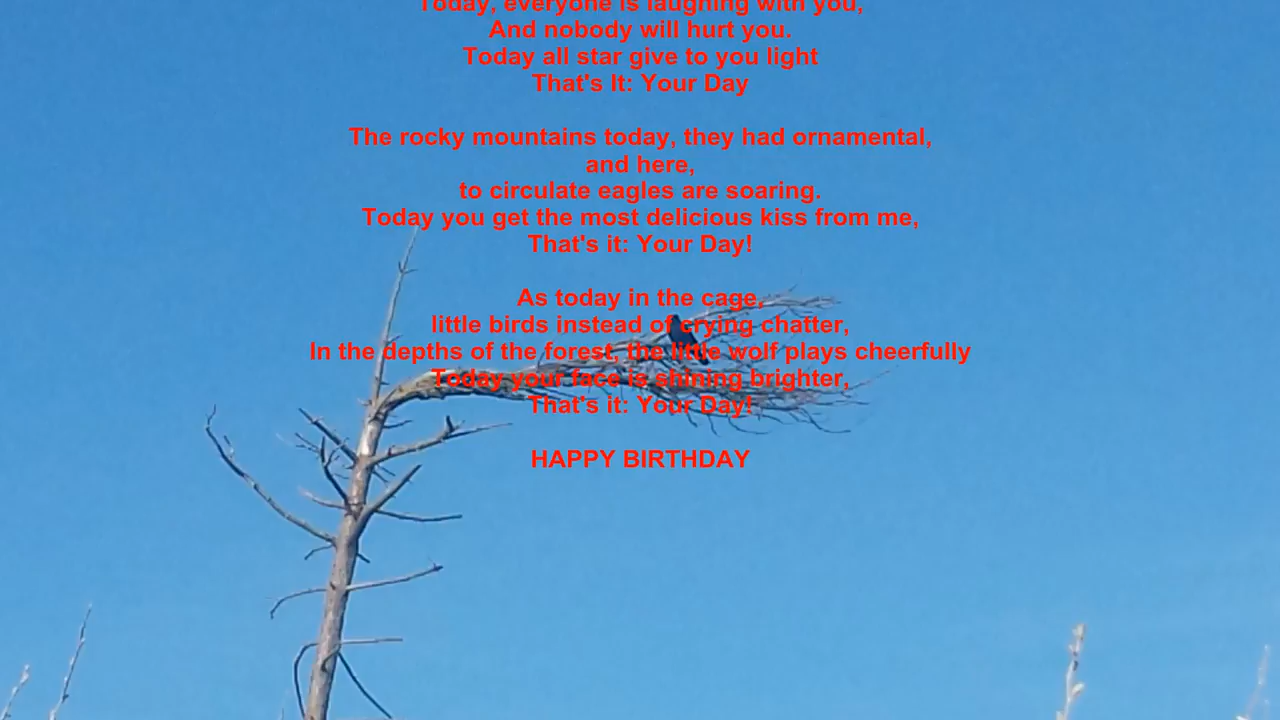 Today, everyone is laughing with you,
And nobody will hurt you.
Today all star give to you light
That's It: Your Day
The rocky mountains today, they had ornamental,
and here,
to circulate eagles are soaring.
Today you get the most delicious kiss from me,
That's it: Your Day!
As today in the cage,
little birds instead of crying chatter,
In the depths of the forest, the little wolf plays cheerfully
Today your face is shining brighter,
That's it: Your Day!
HAPPY BIRTHDAY